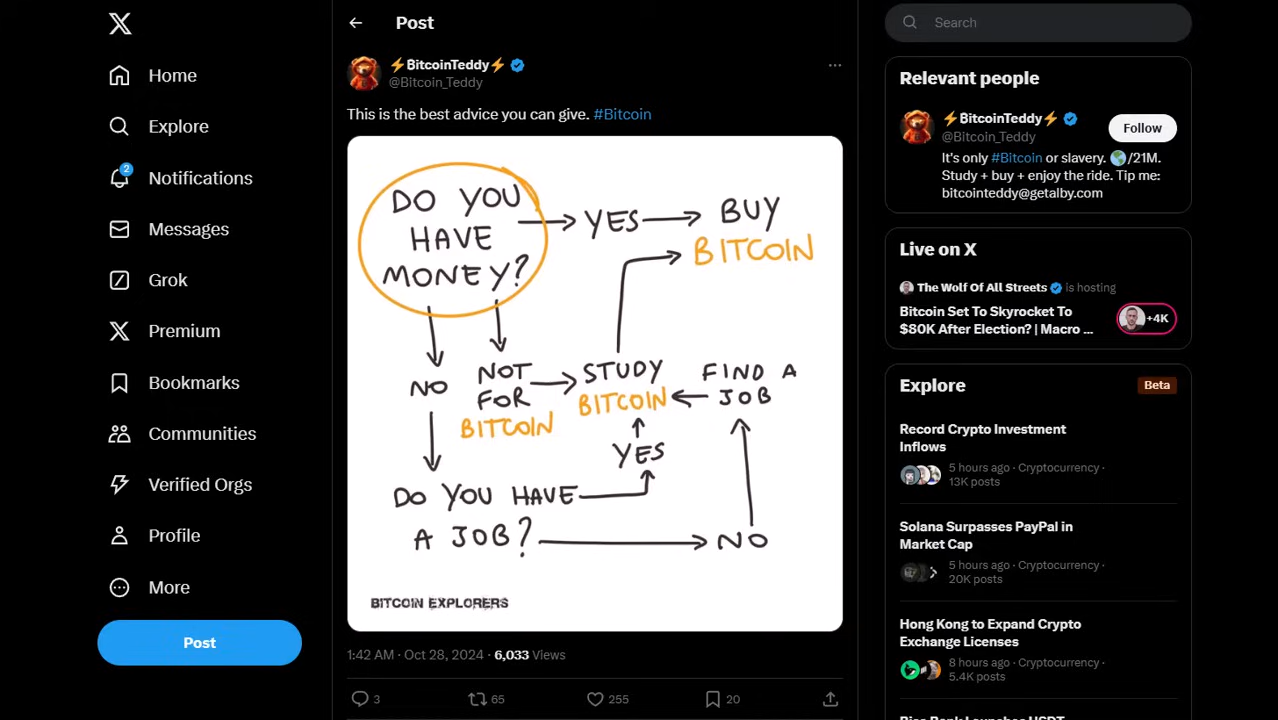 Home
Explore
2
Notifications
Messages
Grok
Premium
Bookmarks
Communities
Verified Orgs
Profile
More
Post
Post
⚡BitcoinTeddy⚡
@Bitcoin_Teddy
This is the best advice you can give. #Bitcoin
DO YOU
HAVE
MONEY?
YES
BUY
BITCOIN
NO
NOT
FOR
BITCOIN
STUDY
BITCOIN
FIND A
JOB
YES
DO YOU HAVE
A JOB?
NO
BITCOIN EXPLORERS
1:42 AM · Oct 28, 2024 · 6,033 Views
3
65
255
20
Search
Relevant people
⚡BitcoinTeddy⚡
@Bitcoin_Teddy
Follow
It's only #Bitcoin or slavery. 🌎/21M.
Study + buy + enjoy the ride. Tip me:
bitcointeddy@getalby.com
Live on X
The Wolf Of All Streets is hosting
Bitcoin Set To Skyrocket To
$80K After Election? | Macro ...
+4K
Explore
Beta
Record Crypto Investment
Inflows
5 hours ago · Cryptocurrency ·
13K posts
Solana Surpasses PayPal in
Market Cap
5 hours ago · Cryptocurrency ·
20K posts
Hong Kong to Expand Crypto
Exchange Licenses
8 hours ago · Cryptocurrency ·
5.4K posts